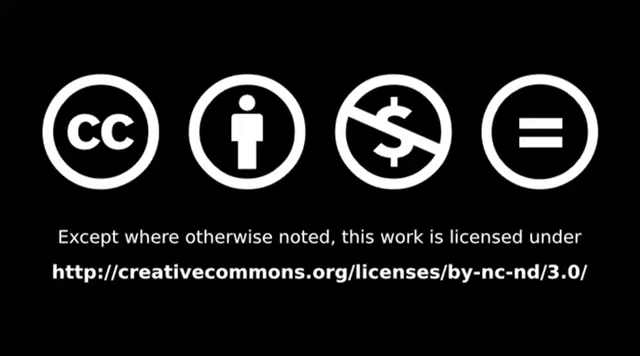 cc $ =
Except where otherwise noted, this work is licensed under
http://creativecommons.org/licenses/by-nc-nd/3.0/